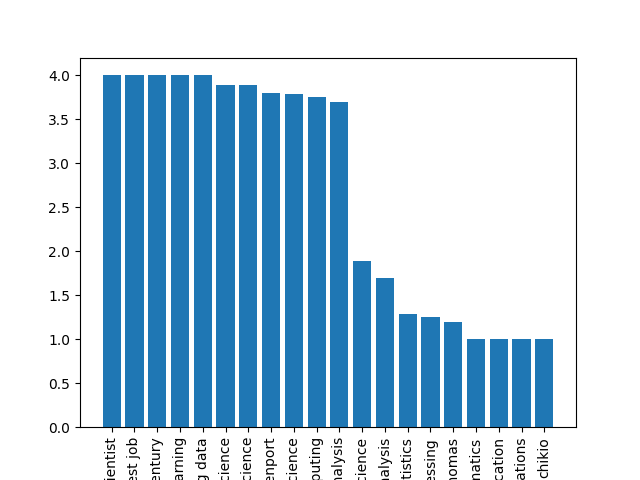 4.0
3.5
3.0
2.5
2.0
1.5
1.0
0.5
0.0
ientist
est job
entury
arning
g data
cience
cience
enport
cience
puting
nalysis
cience
nalysis
tistics
essing
homas
matics
cation
ations
chikio